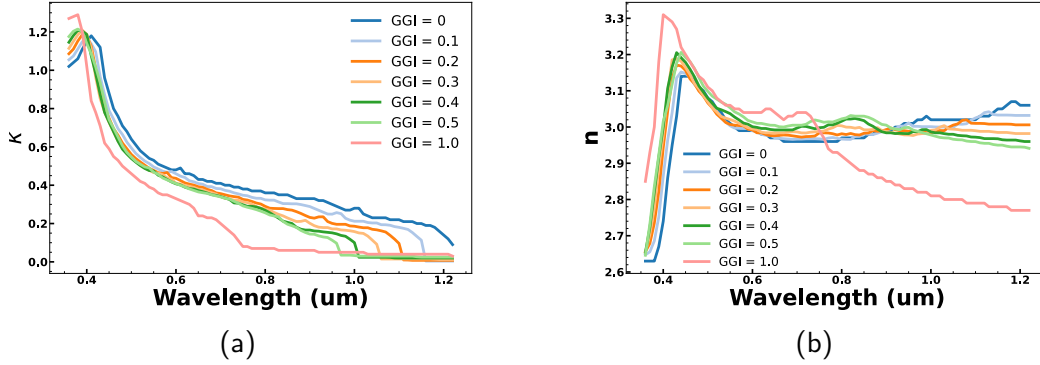 1.2
1.0
0.8
0.6
0.4
0.2
0.0
κ
0.4 0.6 0.8 1.0 1.2
Wavelength (um)
GGI = 0
GGI = 0.1
GGI = 0.2
GGI = 0.3
GGI = 0.4
GGI = 0.5
GGI = 1.0
(a)
3.3
3.2
3.1
3.0
2.9
2.8
2.7
2.6
n
GGI = 0
GGI = 0.1
GGI = 0.2
GGI = 0.3
GGI = 0.4
GGI = 0.5
GGI = 1.0
0.4 0.6 0.8 1.0 1.2
Wavelength (um)
(b)